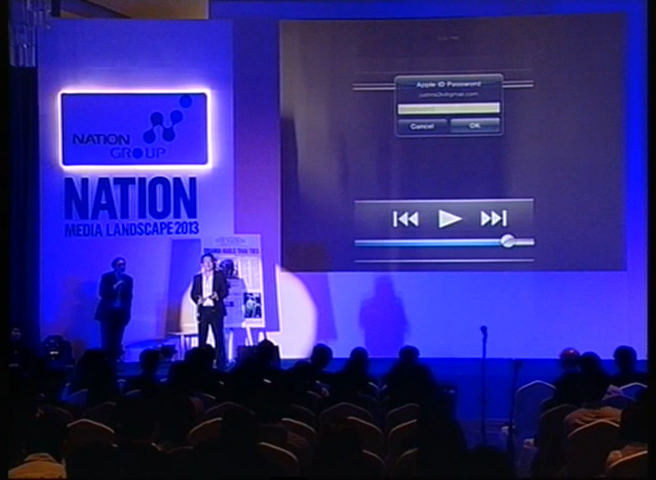 NATION
GROUP
NATION
MEDIA LANDSCAPE 2013
Apple ID Password
Cancel
OK